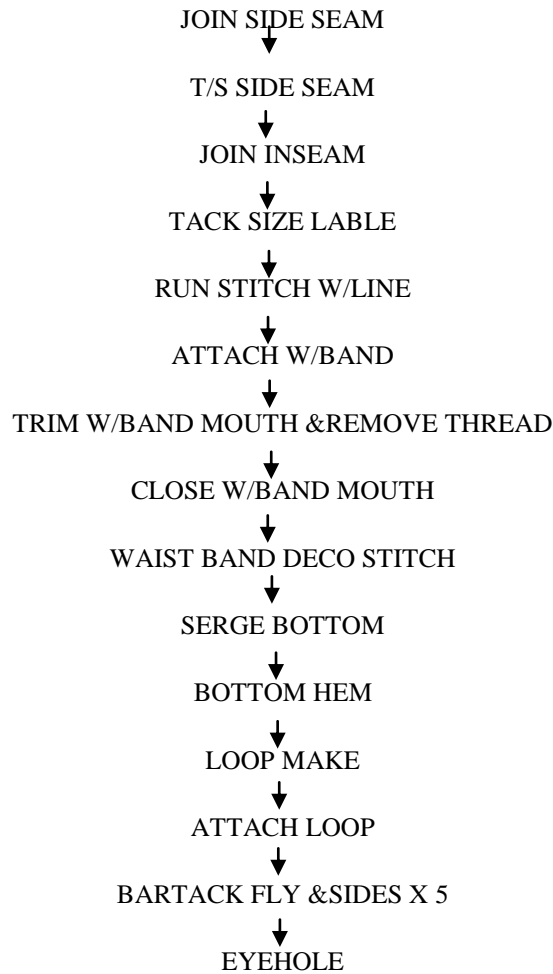 JOIN SIDE SEAM
T/S SIDE SEAM
JOIN INSEAM
TACK SIZE LABLE
RUN STITCH W/LINE
ATTACH W/BAND
TRIM W/BAND MOUTH &REMOVE THREAD
CLOSE W/BAND MOUTH
WAIST BAND DECO STITCH
SERGE BOTTOM
BOTTOM HEM
LOOP MAKE
ATTACH LOOP
BARTACK FLY &SIDES X 5
EYEHOLE